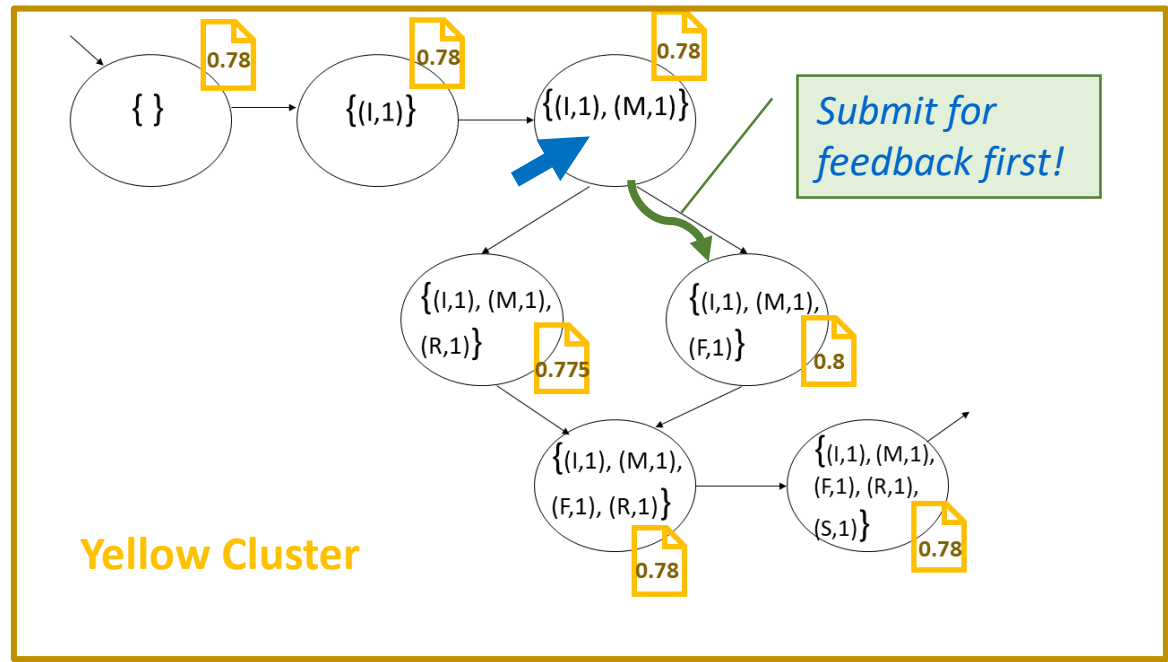 0.78
0.78
0.78
{ }
{(I,1)}
{(I,1), (M,1)}
Submit for
feedback first!
{(I,1), (M,1),
(R,1)}
0.775
{(I,1), (M,1),
(F,1)}
0.8
{(I,1), (M,1),
(F,1), (R,1)}
0.78
{(I,1), (M,1),
(F,1), (R,1),
(S,1)}
0.78
Yellow Cluster